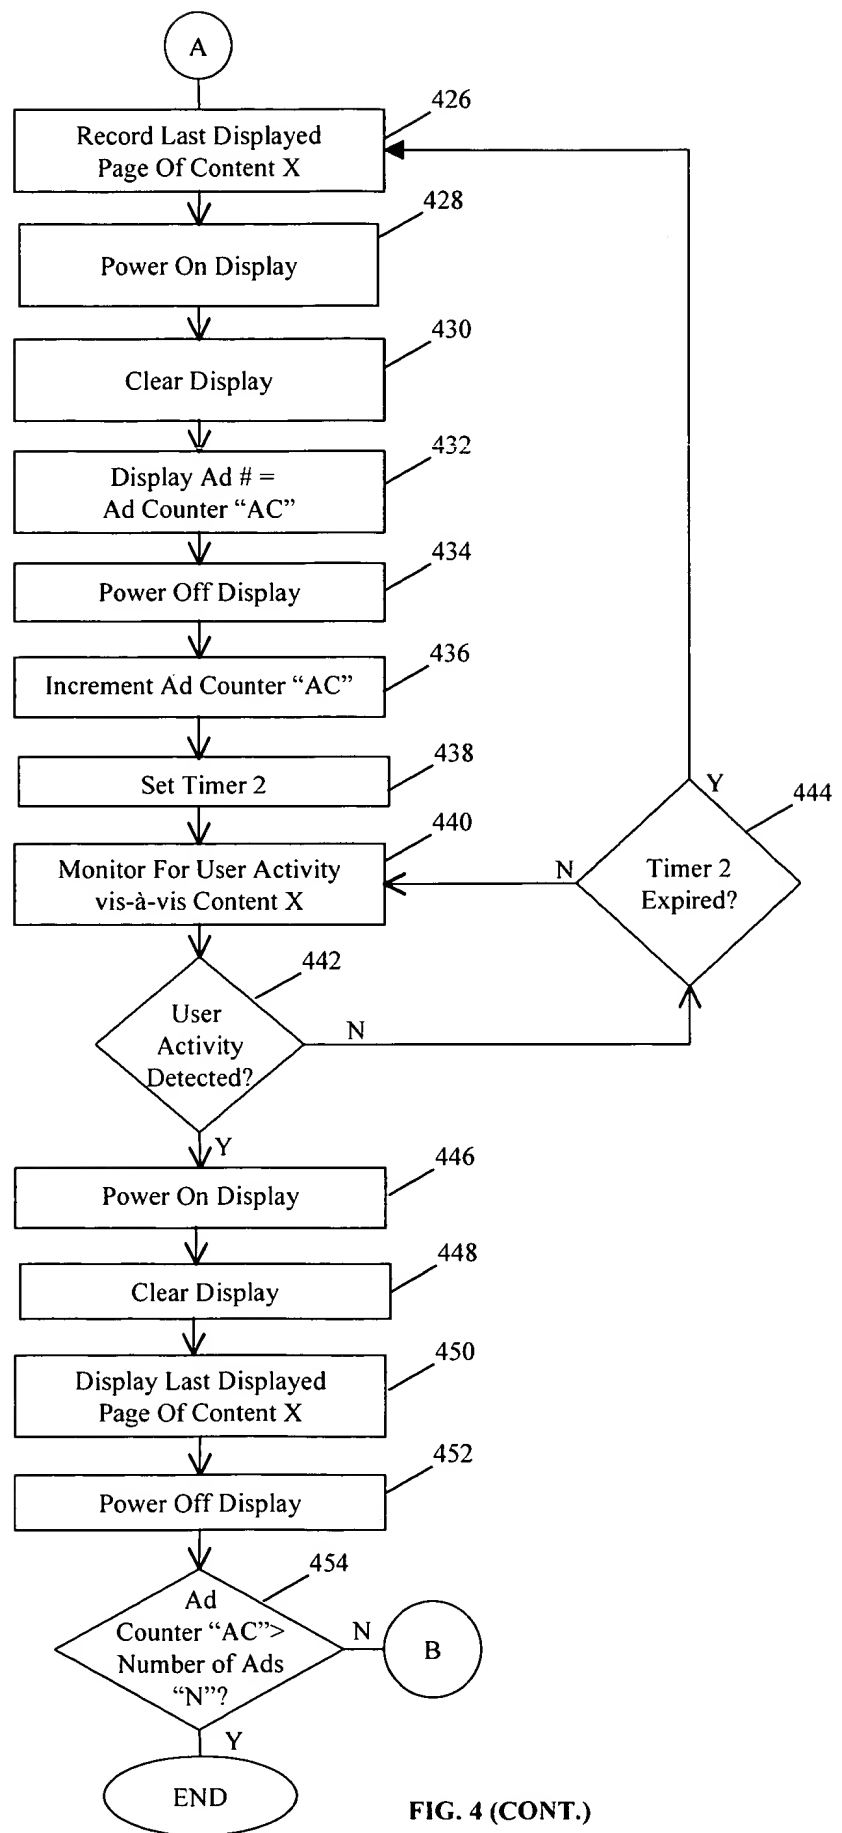 A
426
Record Last Displayed
Page Of Content X
428
Power On Display
430
Clear Display
432
Display Ad # =
Ad Counter “AC”
434
Power Off Display
436
Increment Ad Counter “AC”
438
Set Timer 2
Y
444
440
Monitor For User Activity
vis-à-vis Content X
N
Timer 2
Expired?
442
User
Activity
Detected?
N
Y
446
Power On Display
448
Clear Display
450
Display Last Displayed
Page Of Content X
452
Power Off Display
454
Ad
Counter “AC”>
Number of Ads
“N”?
N
B
Y
END
FIG. 4 (CONT.)